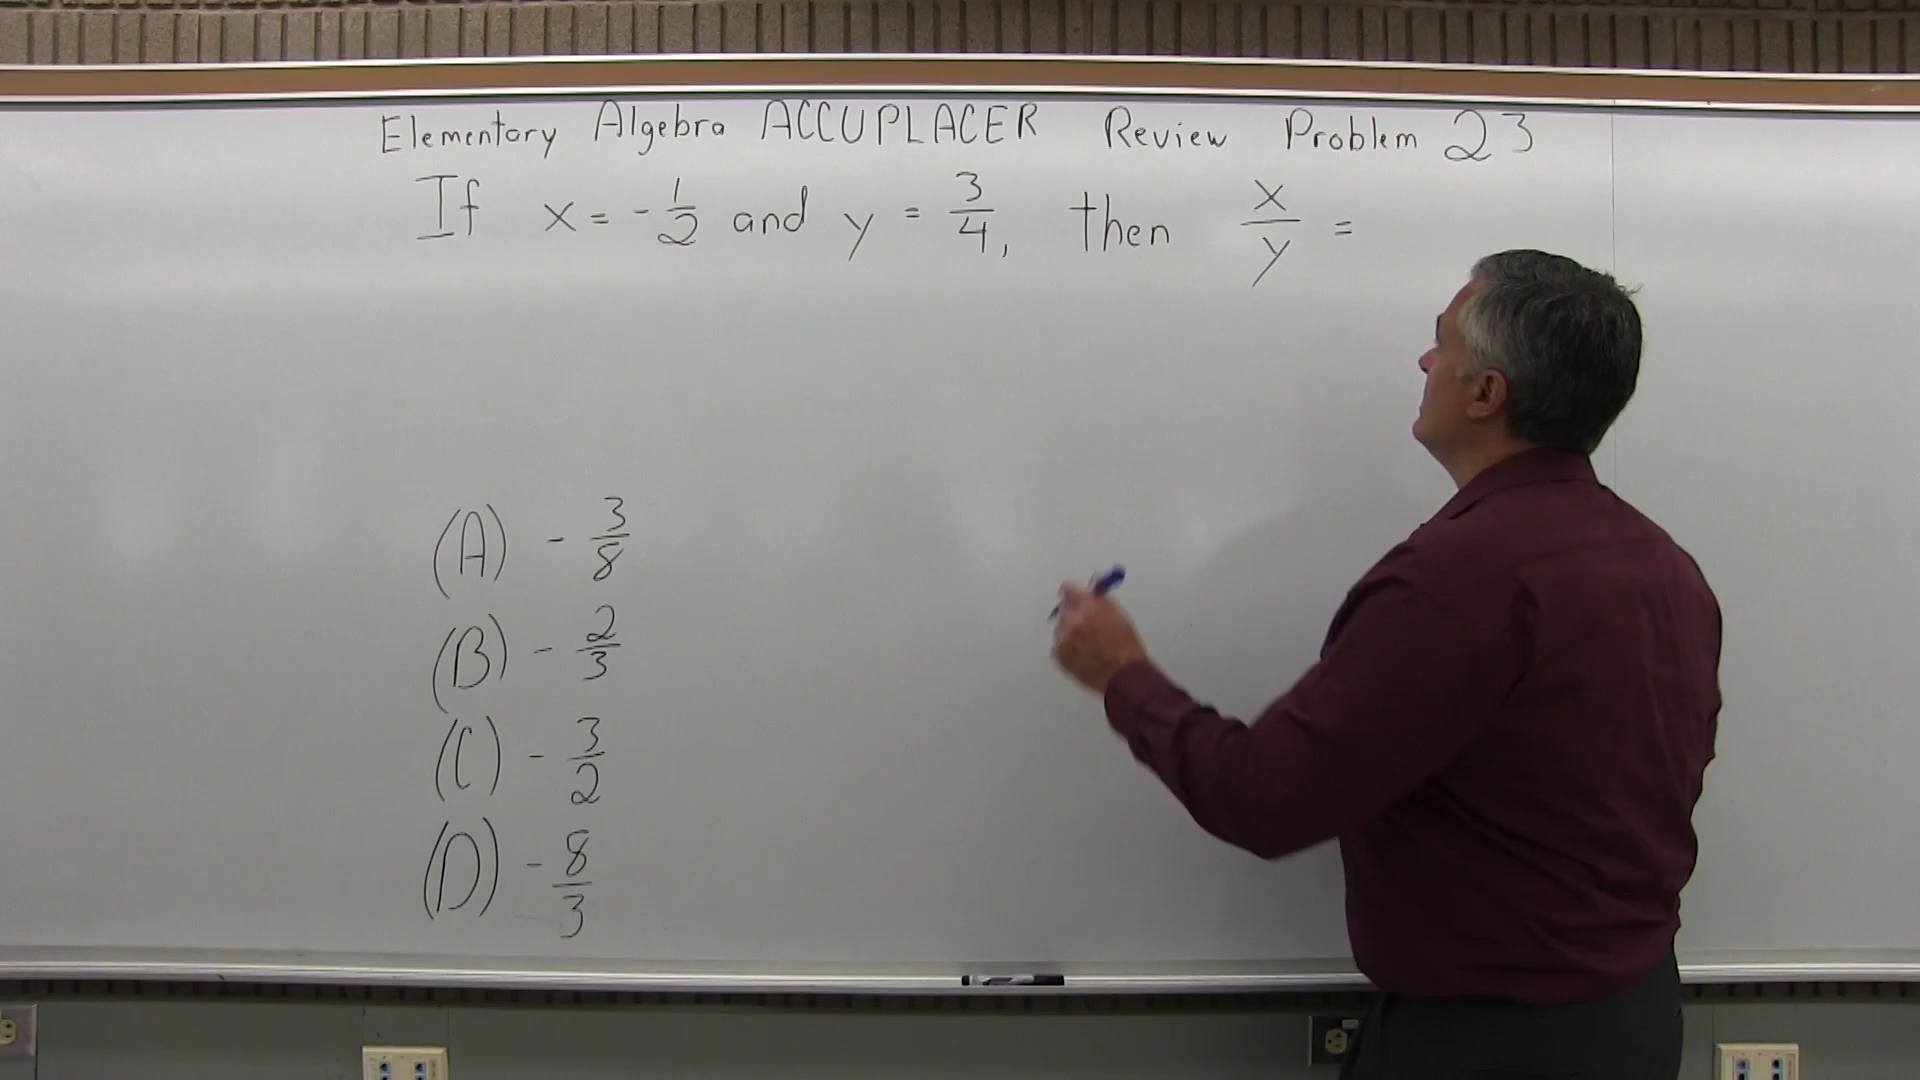 Elementary Algebra ACCUPLACER Review Problem 23
If x = - 1/2 and y = 3/4, then x/y =
(A) - 3/8
(B) - 2/3
(C) - 3/2
(D) - 8/3